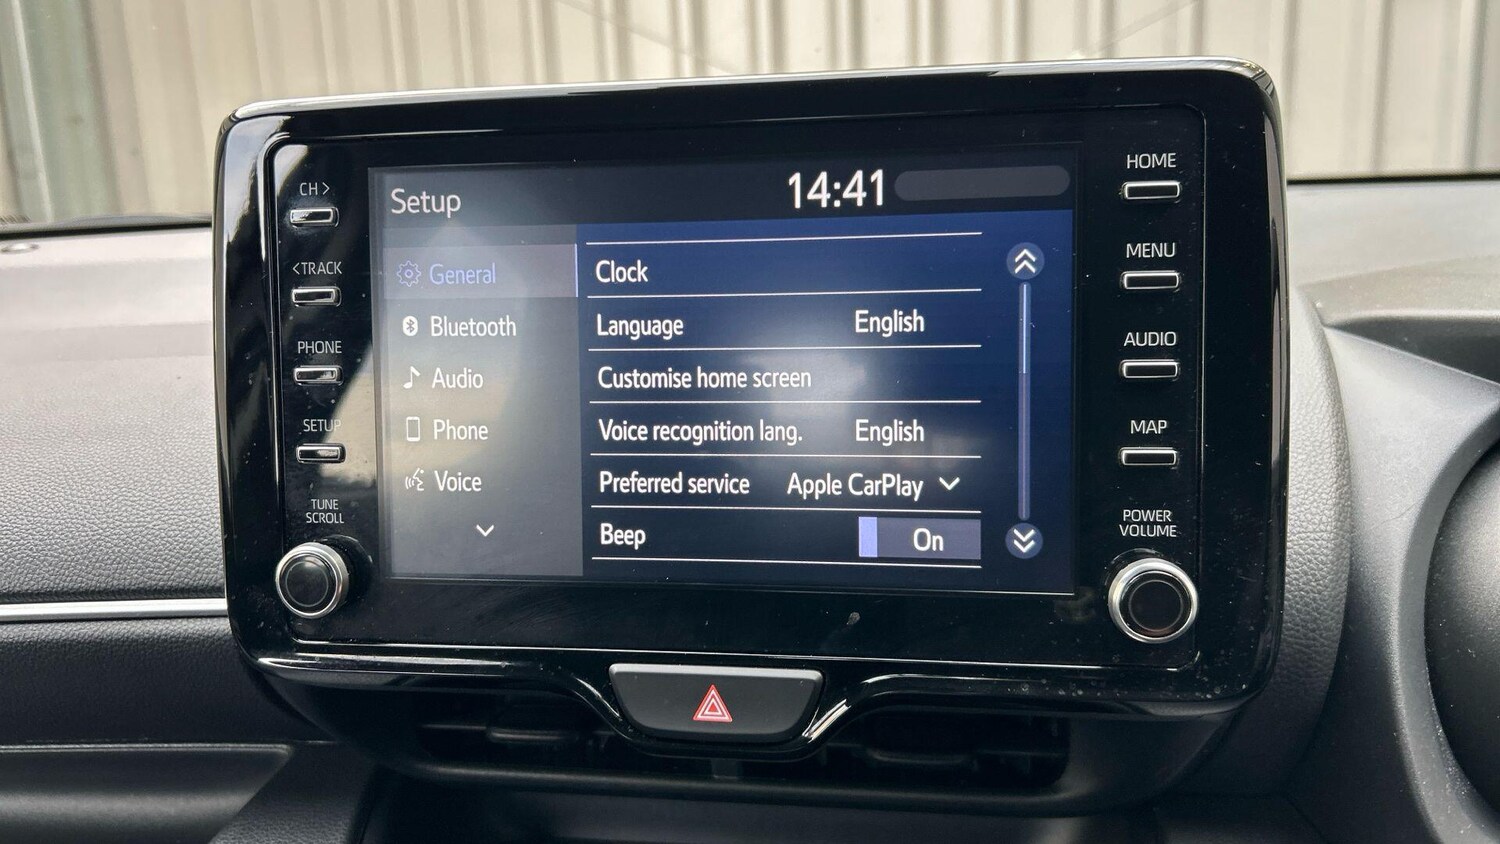 CH >
< TRACK
PHONE
SETUP
TUNE
SCROLL
Setup
14:41
General
Bluetooth
Audio
Phone
Voice
Clock
Language English
Customise home screen
Voice recognition lang. English
Preferred service Apple CarPlay
Beep On
HOME
MENU
AUDIO
MAP
POWER
VOLUME